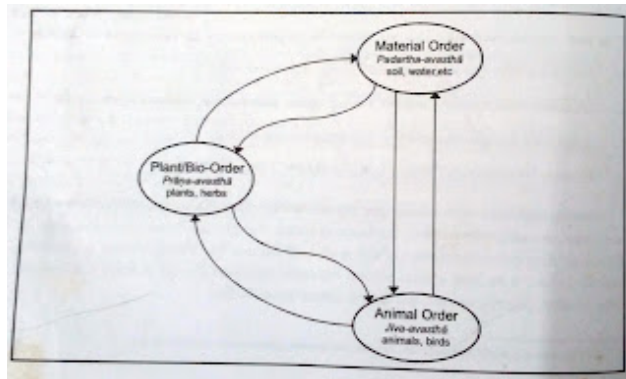 Material Order
Padartha-avasthā
soil, water,etc
Plant/Bio-Order
Prāṇa-avasthā
plants, herbs
Animal Order
Jīva-avasthā
animals, birds